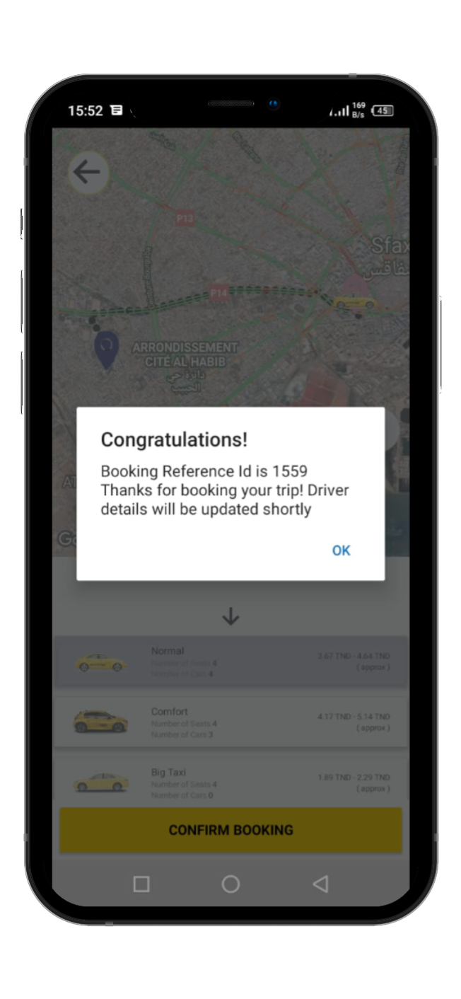 15:52
169
B/s
45
P13
Sfax
صفاقس
P14
ARRONDISSEMENT
CITÉ AL HABIB
دائرة حي
الحبيب
Congratulations!
Booking Reference Id is 1559
Thanks for booking your trip! Driver
details will be updated shortly
OK
Normal
3.67 TND - 4.64 TND
Number of Seats 4
( approx )
Number of Cars 4
Comfort
4.17 TND - 5.14 TND
Number of Seats 4
( approx )
Number of Cars 3
Big Taxi
1.89 TND - 2.29 TND
Number of Seats 4
( approx )
Number of Cars 0
CONFIRM BOOKING